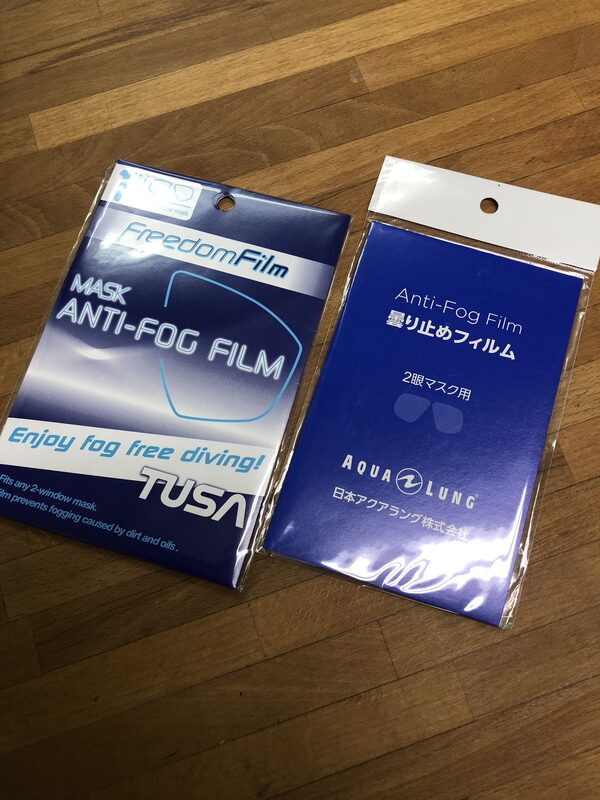 FreedomFilm
MASK
ANTI-FOG FILM
Enjoy fog free diving!
TUSA
Fits any 2-window mask.
Film prevents fogging caused by dirt and oils.
Anti-Fog Film
曇り止めフィルム
2眼マスク用
AQUA LUNG
日本アクアラング株式会社